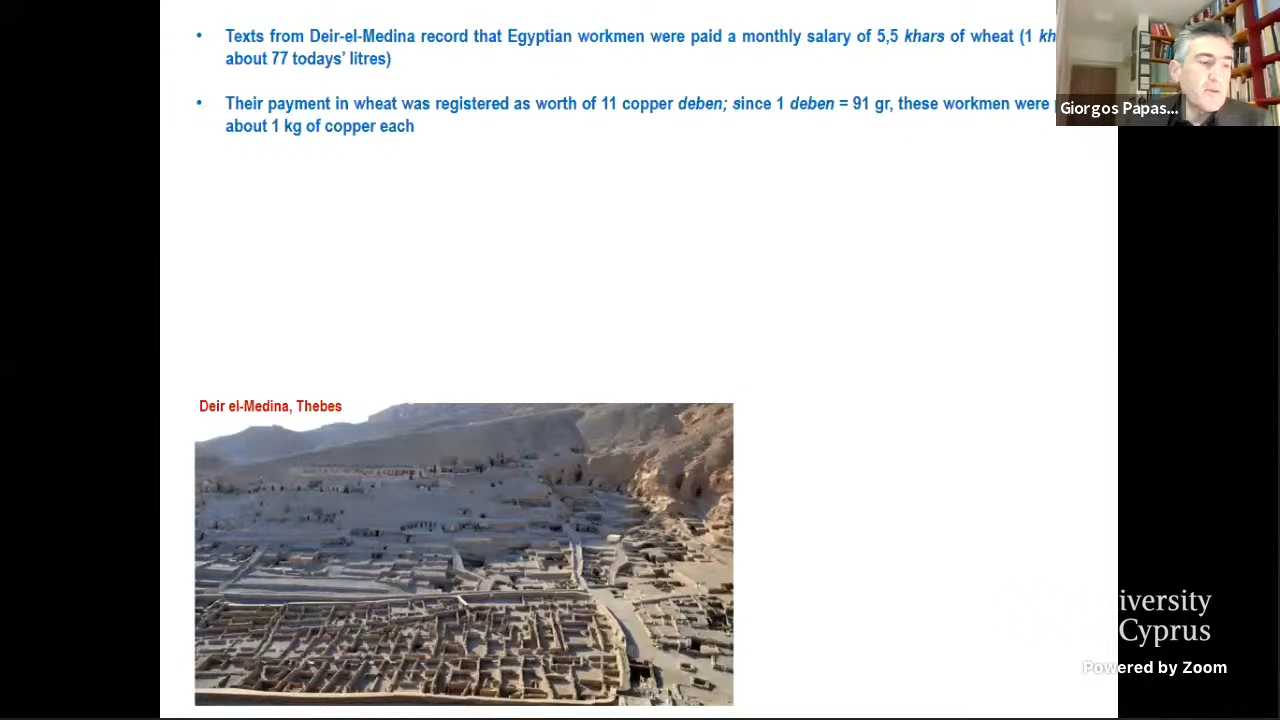 • Texts from Deir-el-Medina record that Egyptian workmen were paid a monthly salary of 5,5 khars of wheat (1
about 77 todays’ litres)
• Their payment in wheat was registered as worth of 11 copper deben; since 1 deben = 91 gr, these workmen were
about 1 kg of copper each
Giorgos Papas...
Deir el-Medina, Thebes
iversity
Cyprus
Powered by Zoom